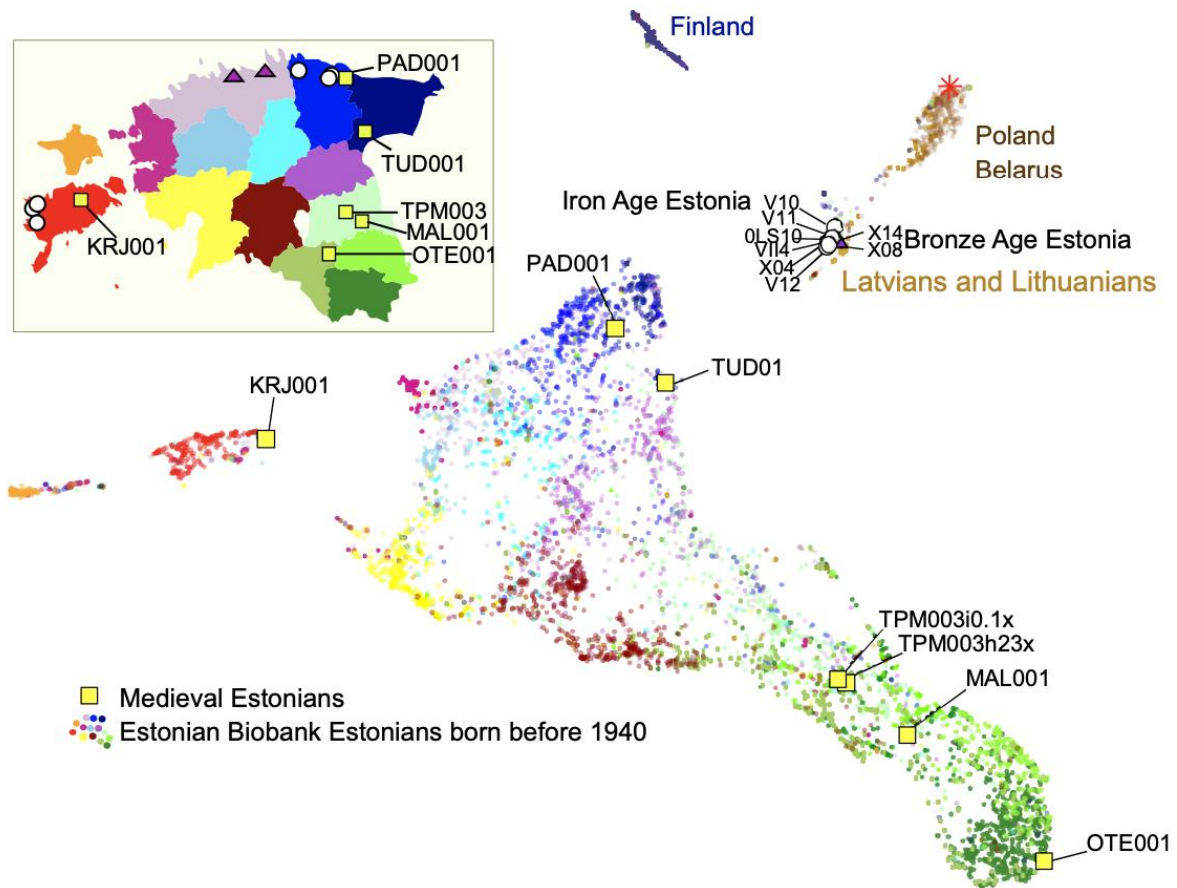 Finland
PAD001
TUD001
TPM003
MAL001
OTE001
KRJ001
Poland
Belarus
Iron Age Estonia
V10
V11
0LS10
VII4
X04
V12
X14
X08
Bronze Age Estonia
Latvians and Lithuanians
PAD001
TUD01
KRJ001
TPM003i0.1x
TPM003h23x
MAL001
Medieval Estonians
Estonian Biobank Estonians born before 1940
OTE001